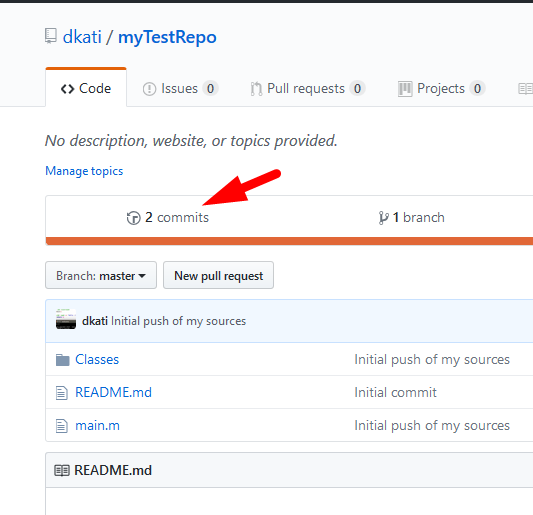 dkati / myTestRepo
Code Issues 0 Pull requests 0 Projects 0
No description, website, or topics provided.
Manage topics
2 commits 1 branch
Branch: master New pull request
dkati Initial push of my sources
Classes Initial push of my sources
README.md Initial commit
main.m Initial push of my sources
README.md